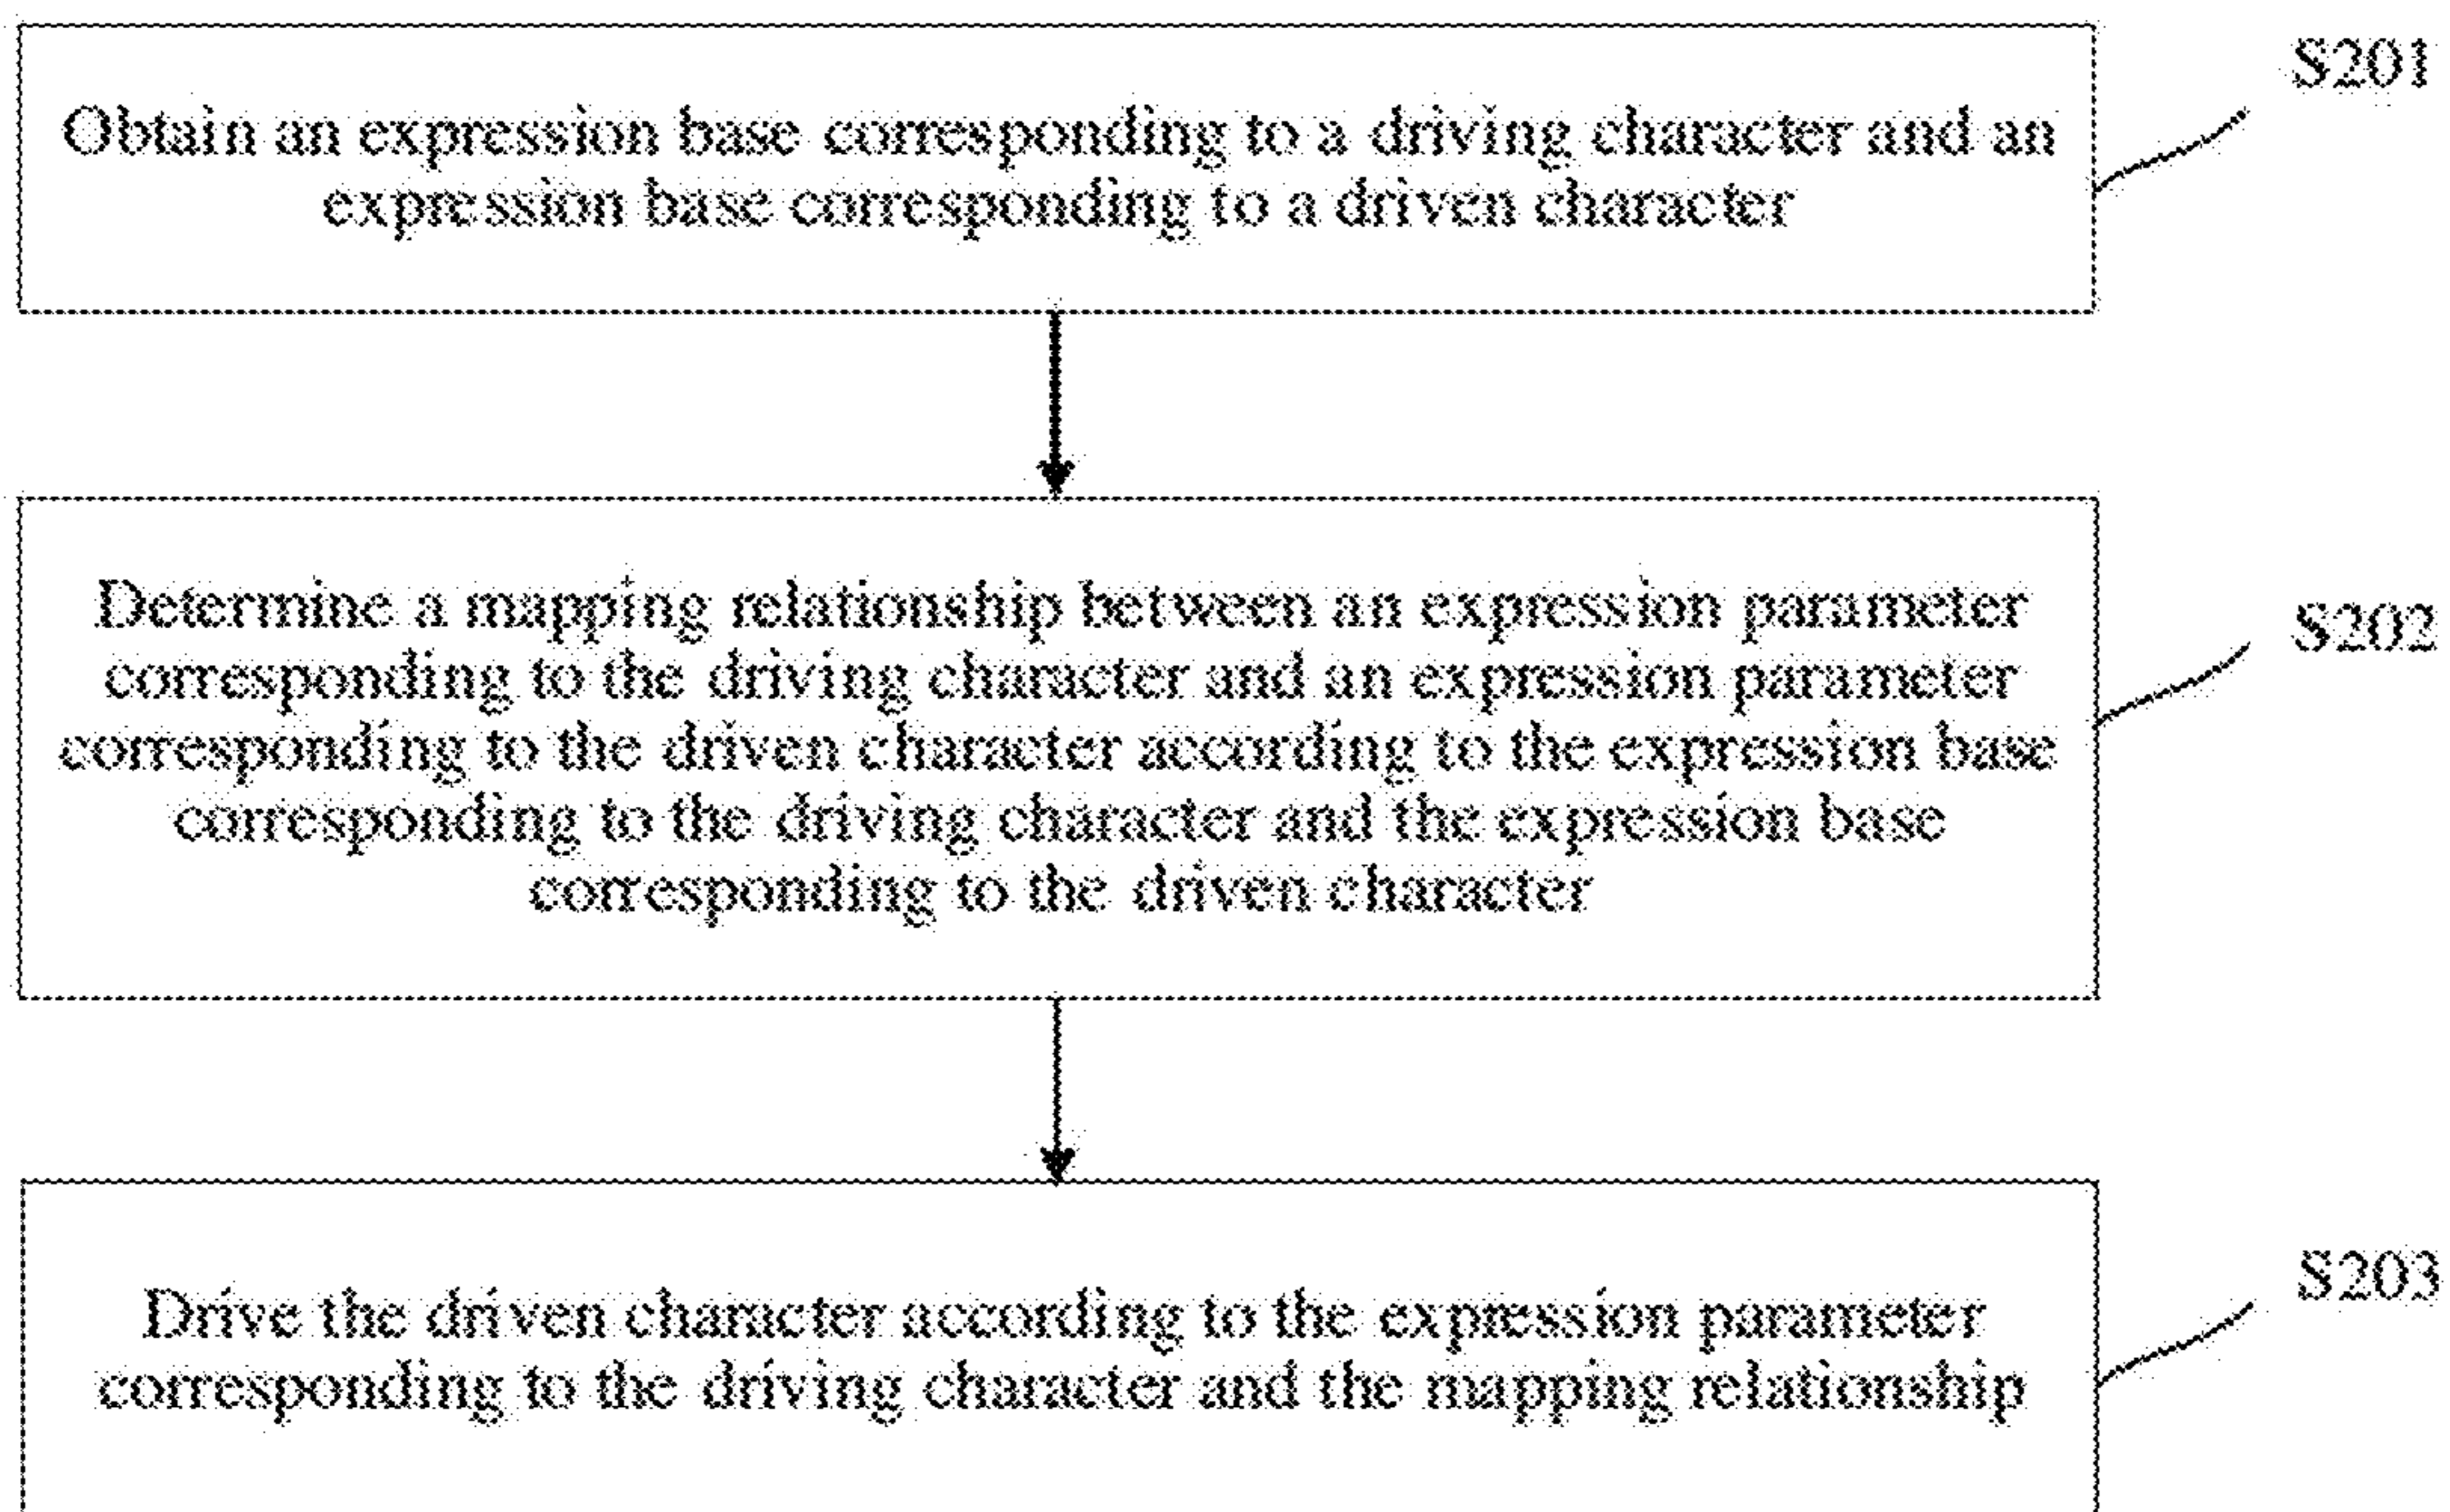 S201
Obtain an expression base corresponding to a driving character and an
expression base corresponding to a driven character
Determine a mapping relationship between an expression parameter
S202
corresponding to the driving character and an expression parameter
corresponding to the driven character according to the expression base
corresponding to the driving character and the expression base
corresponding to the driven character
S203
Drive the driven character according to the expression parameter
corresponding to the driving character and the mapping relationship